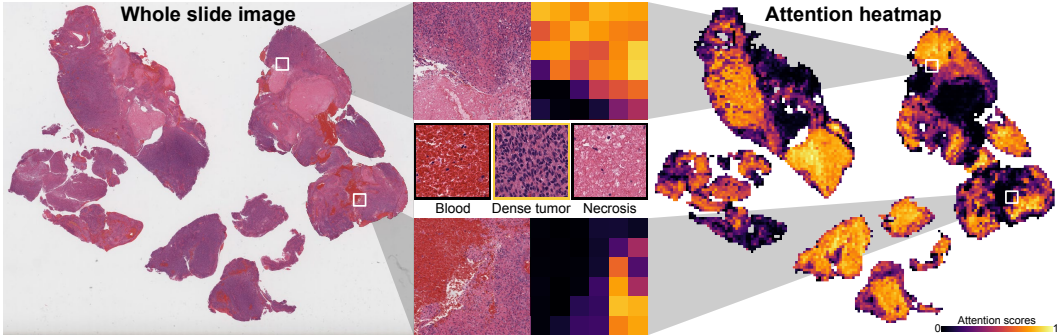 Whole slide image
Attention heatmap
Blood
Dense tumor
Necrosis
Attention scores
0
1